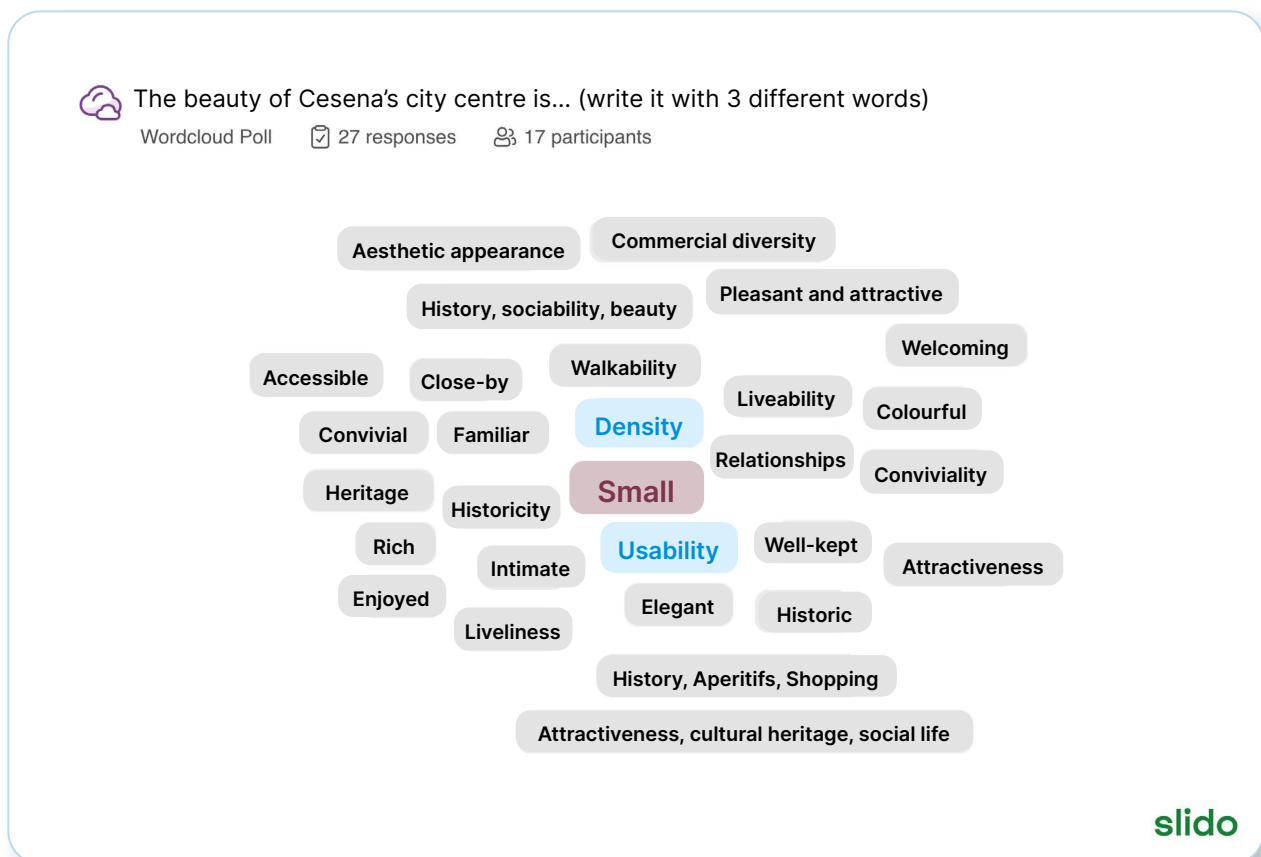 The beauty of Cesena’s city centre is... (write it with 3 different words)
Wordcloud Poll 27 responses 17 participants
Aesthetic appearance
Commercial diversity
History, sociability, beauty
Pleasant and attractive
Welcoming
Accessible
Close-by
Walkability
Liveability
Colourful
Convivial
Familiar
Density
Relationships
Conviviality
Heritage
Historicity
Small
Rich
Intimate
Usability
Well-kept
Attractiveness
Enjoyed
Liveliness
Elegant
Historic
History, Aperitifs, Shopping
Attractiveness, cultural heritage, social life
slido